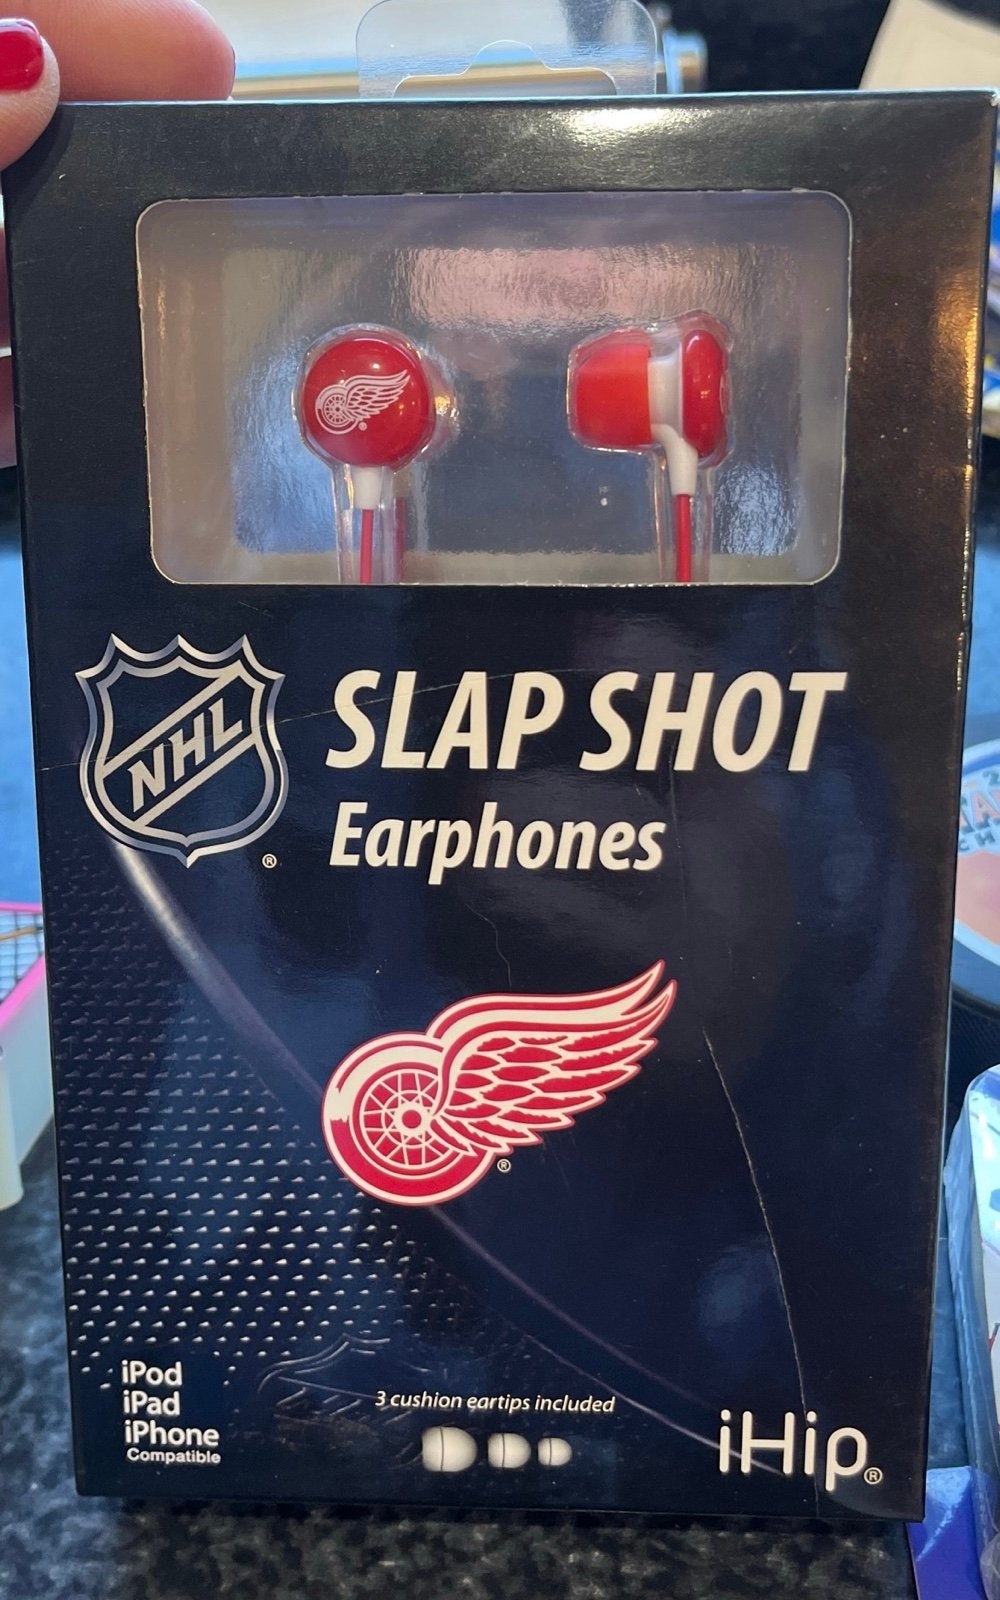 NHL
®
SLAP SHOT
Earphones
®
iPod
iPad
iPhone
Compatible
3 cushion eartips included
iHip®